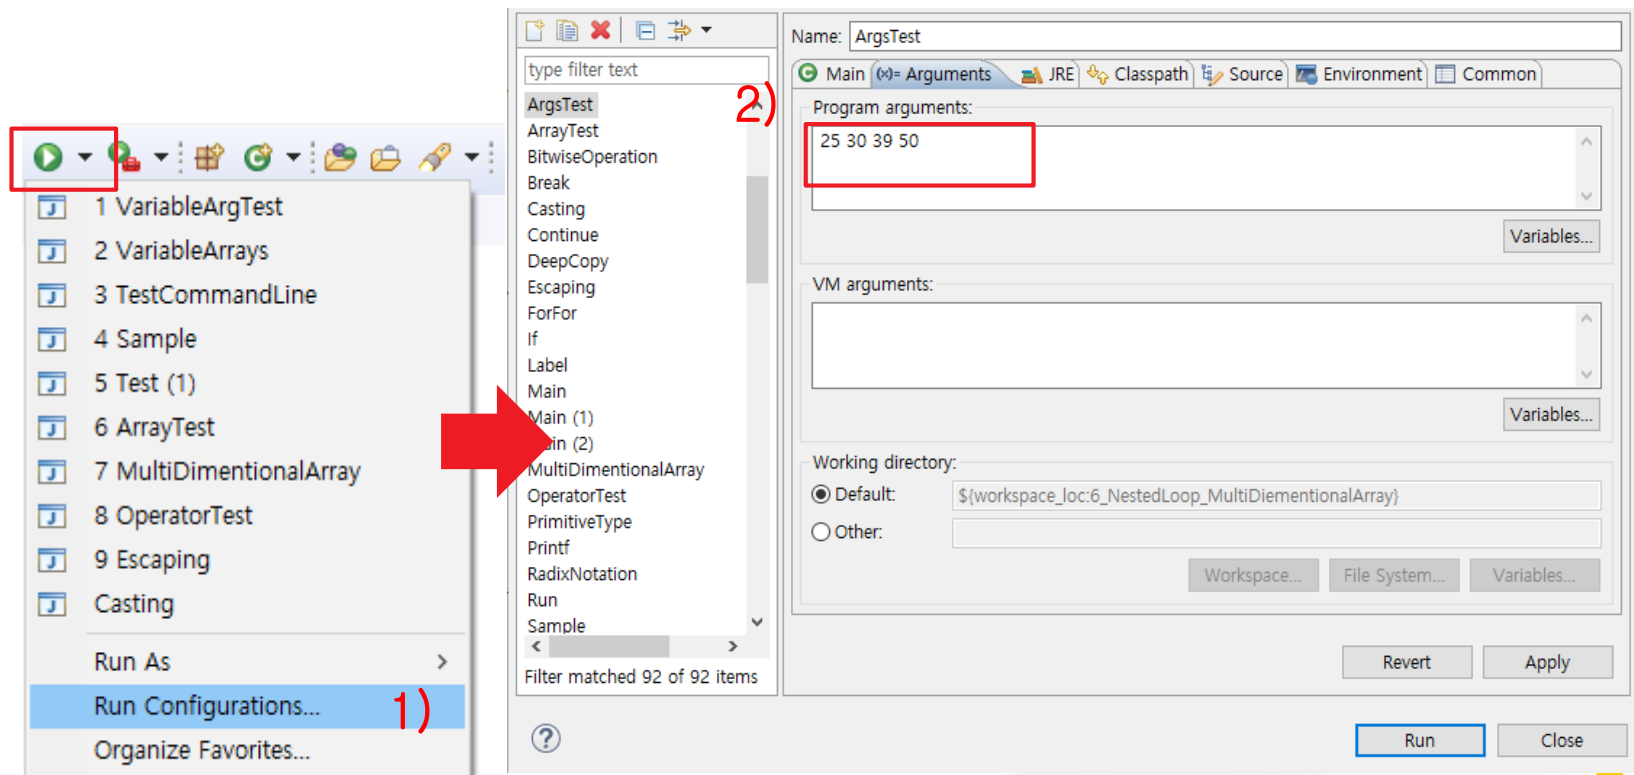 1 VariableArgTest
2 VariableArrays
3 TestCommandLine
4 Sample
5 Test (1)
6 ArrayTest
7 MultiDimentionalArray
8 OperatorTest
9 Escaping
Casting
Run As
Run Configurations...
1)
Organize Favorites...
type filter text
2)
ArgsTest
ArrayTest
BitwiseOperation
Break
Casting
Continue
DeepCopy
Escaping
ForFor
If
Label
Main
Main (1)
(2)
MultiDimentionalArray
OperatorTest
PrimitiveType
Printf
RadixNotation
Run
Sample
Filter matched 92 of 92 items
Name: ArgsTest
Main (x)= Arguments JRE Classpath Source Environment Common
Program arguments:
25 30 39 50
Variables...
VM arguments:
Variables...
Working directory:
Default: ${workspace_loc:6_NestedLoop_MultiDiementionalArray}
Other:
Workspace... File System... Variables...
Revert Apply
Run Close